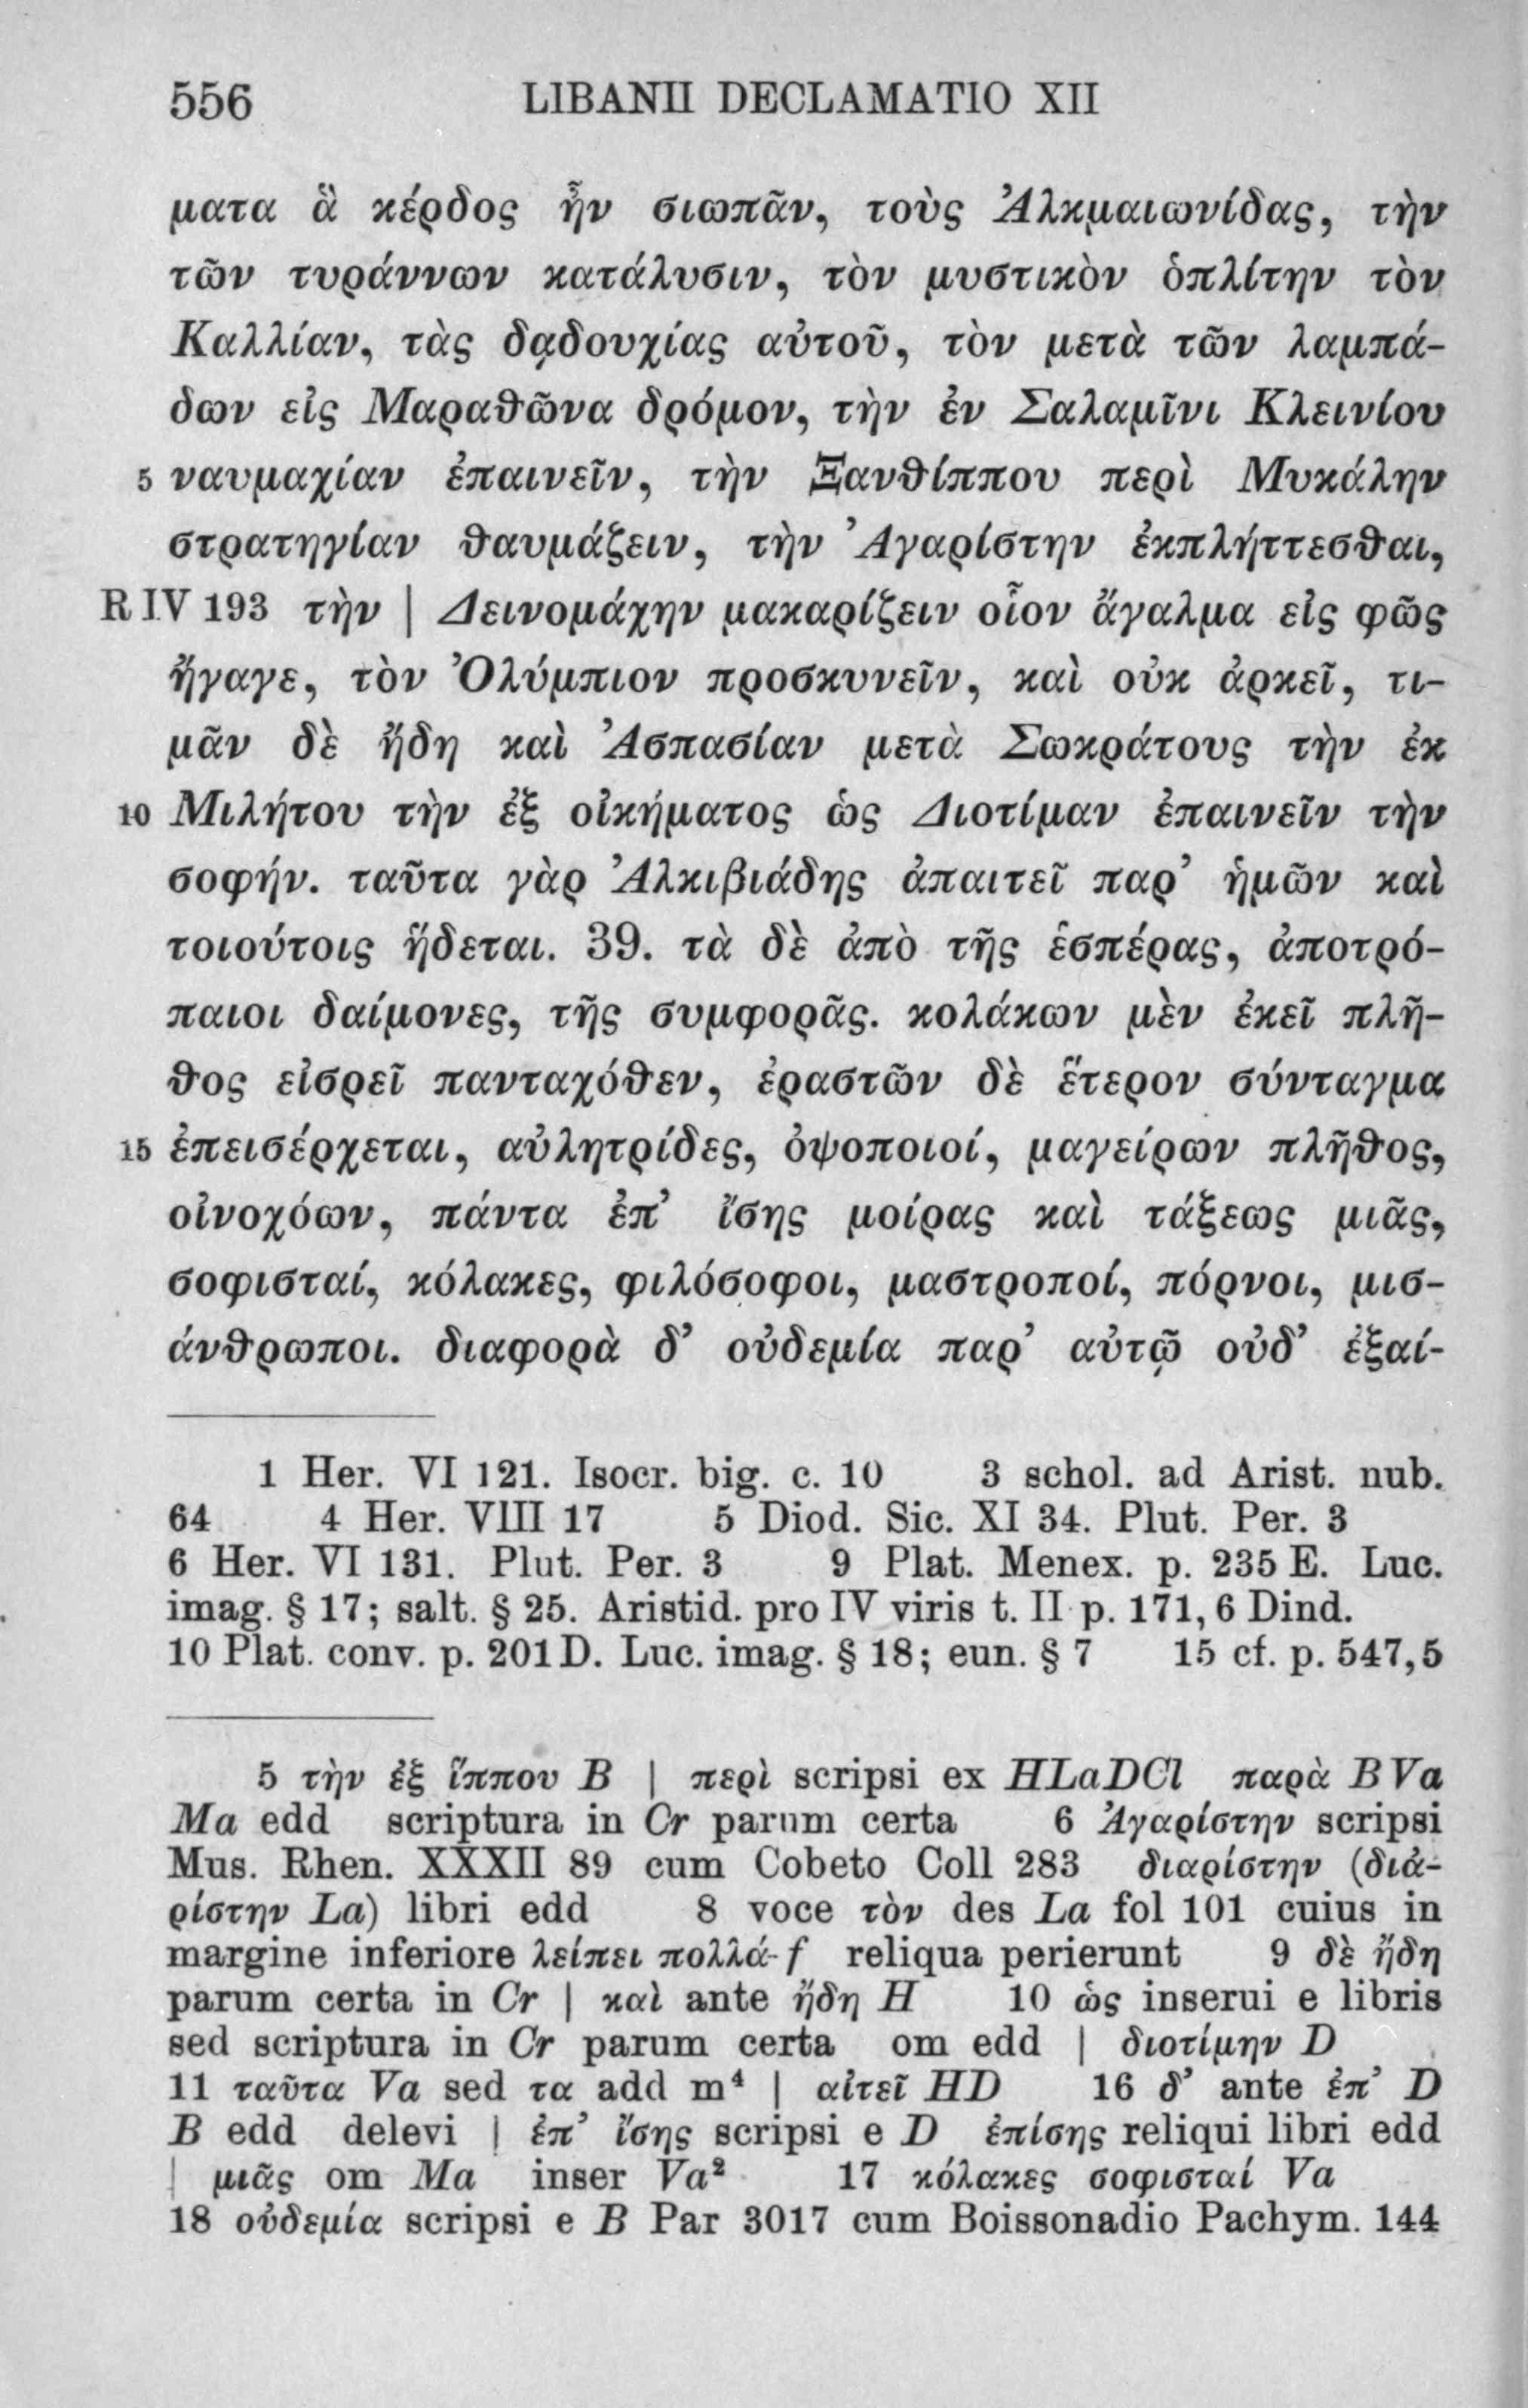 556 LIBANII DECLAMATIO XII
ματα ἃ κέρδος ἦν σιωπᾶν, τοὺς Ἀλκμαιωνίδας, τὴν
τῶν τυράννων κατάλυσιν, τὸν μυστικὸν ὁπλίτην τὸν
Καλλίαν, τὰς δᾳδουχίας αὐτοῦ, τὸν μετὰ τῶν λαμπά-
δων εἰς Μαραθῶνα δρόμον, τὴν ἐν Σαλαμῖνι Κλεινίου
5 ναυμαχίαν ἐπαινεῖν, τὴν Ξανθίππου περὶ Μυκάλην
στρατηγίαν θαυμάζειν, τὴν Ἀγαρίστην ἐκπλήττεσθαι,
R IV 193 τὴν | Δεινομάχην μακαρίζειν οἷον ἄγαλμα εἰς φῶς
ἤγαγε, τὸν Ὀλύμπιον προσκυνεῖν, καὶ οὐκ ἀρκεῖ, τι-
μᾶν δὲ ἤδη καὶ Ἀσπασίαν μετὰ Σωκράτους τὴν ἐκ
10 Μιλήτου τὴν ἐξ οἰκήματος ὡς Διοτίμαν ἐπαινεῖν τὴν
σοφήν. ταῦτα γὰρ Ἀλκιβιάδης ἀπαιτεῖ παρ’ ἡμῶν καὶ
τοιούτοις ἥδεται. 39. τὰ δὲ ἀπὸ τῆς ἑσπέρας, ἀποτρό-
παιοι δαίμονες, τῆς συμφορᾶς. κολάκων μὲν ἐκεῖ πλῆ-
θος εἰσρεῖ πανταχόθεν, ἐραστῶν δὲ ἕτερον σύνταγμα
15 ἐπεισέρχεται, αὐλητρίδες, ὀψοποιοί, μαγείρων πλῆθος,
οἰνοχόων, πάντα ἐπ’ ἴσης μοίρας καὶ τάξεως μιᾶς,
σοφισταί, κόλακες, φιλόσοφοι, μαστροποί, πόρνοι, μισ-
άνθρωποι. διαφορὰ δ’ οὐδεμία παρ’ αὐτῷ οὐδ’ ἐξαί-
1 Her. VI 121. Isocr. big. c. 10 3 schol. ad Arist. nub.
64 4 Her. VIII 17 5 Diod. Sic. XI 34. Plut. Per. 3
6 Her. VI 131. Plut. Per. 3 9 Plat. Menex. p. 235 E. Luc.
imag. § 17; salt. § 25. Aristid. pro IV viris t. II p. 171, 6 Dind.
10 Plat. conv. p. 201 D. Luc. imag. § 18; eun. § 7 15 cf. p. 547, 5
5 τὴν ἐξ ἵππου B | περὶ scripsi ex HLaDCl παρὰ B Va
Ma edd scriptura in Cr parum certa 6 Ἀγαρίστην scripsi
Mus. Rhen. XXXII 89 cum Cobeto Coll 283 διαρίστην (διά-
ρίστην La) libri edd 8 voce τὸν des La fol 101 cuius in
margine inferiore λείπει πολλά f reliqua perierunt 9 δὲ ἤδη
parum certa in Cr | καὶ ante ἤδη H 10 ὡς inserui e libris
sed scriptura in Cr parum certa om edd | διοτίμην D
11 ταῦτα Va sed τα add m⁴ | αἰτεῖ HD 16 δ’ ante ἐπ’ D
B edd delevi | ἐπ’ ἴσης scripsi e D ἐπίσης reliqui libri edd
| μιᾶς om Ma inser Va² 17 κόλακες σοφισταί Va
18 οὐδεμία scripsi e B Par 3017 cum Boissonadio Pachym. 144